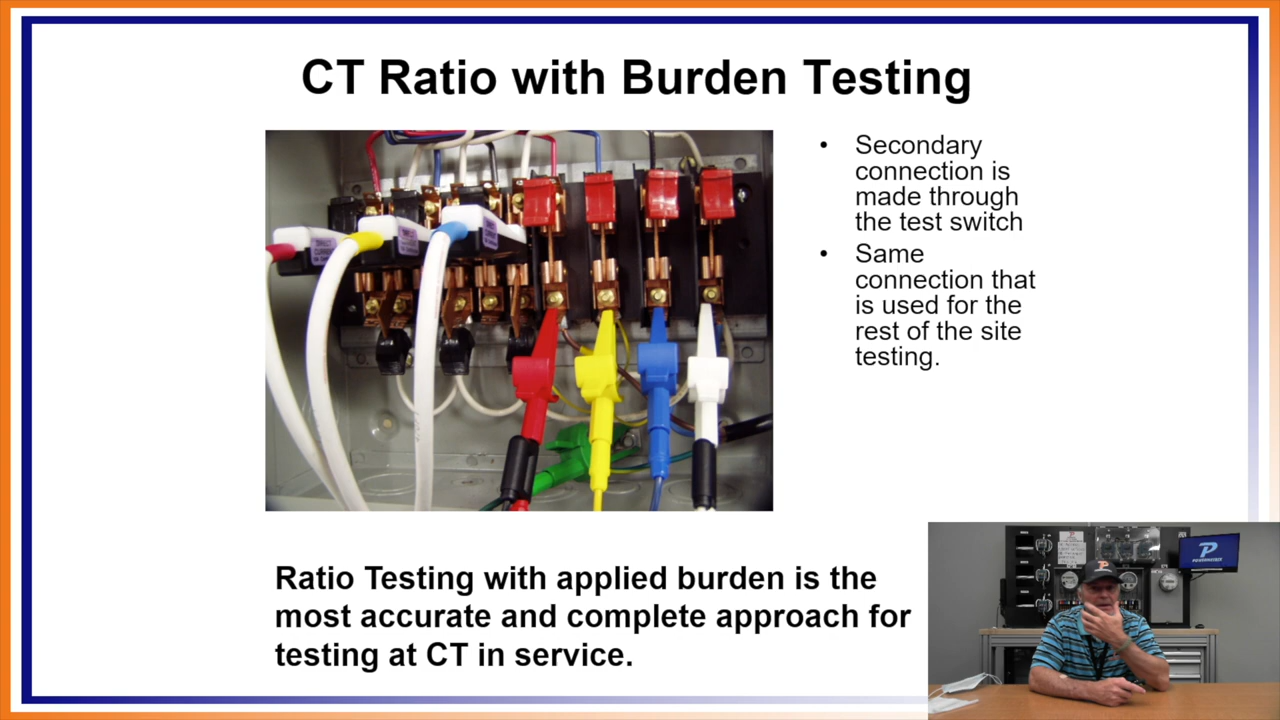 CT Ratio with Burden Testing
• Secondary
connection is
made through
the test switch
• Same
connection that
is used for the
rest of the site
testing.
Ratio Testing with applied burden is the
most accurate and complete approach for
testing at CT in service.
P
POWERMETRIX
P